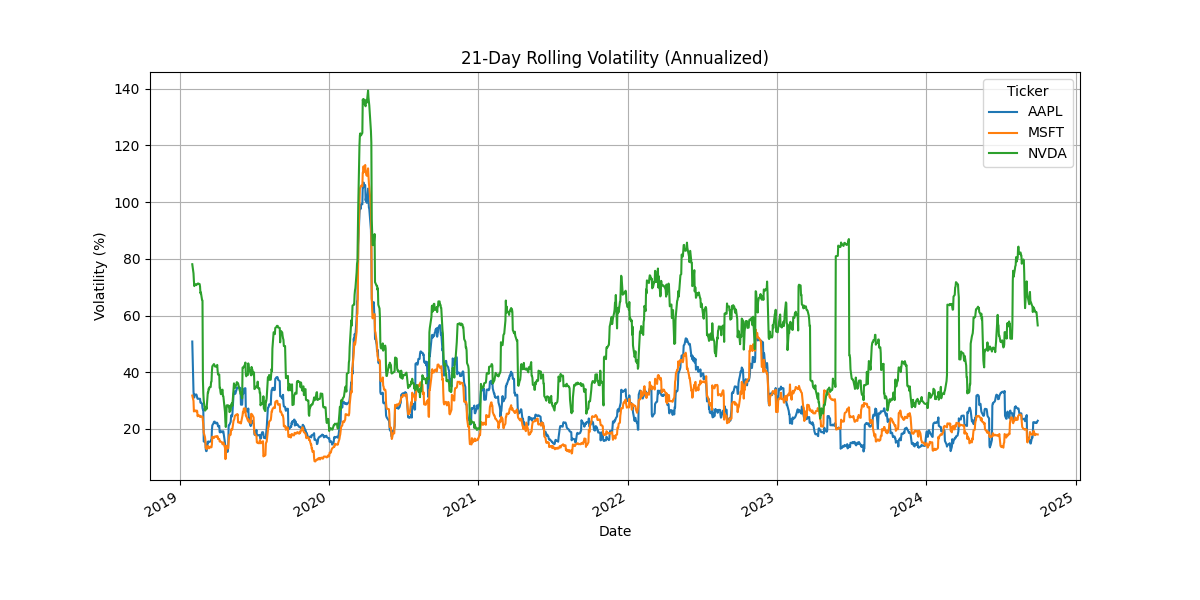 21-Day Rolling Volatility (Annualized)
Ticker
AAPL
MSFT
NVDA
Volatility (%)
140
120
100
80
60
40
20
2019
2020
2021
2022
2023
2024
2025
Date